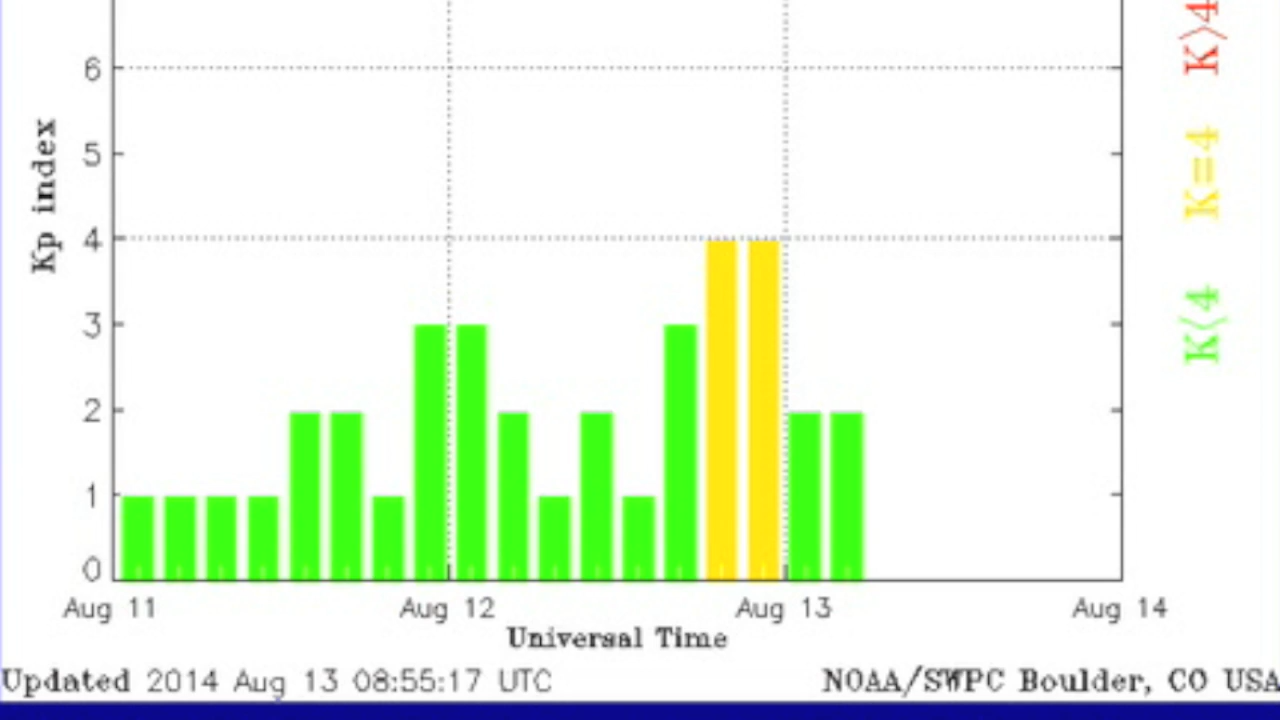 K>4
6
5
K=4
Kp index
4
K<4
3
2
1
0
Aug 11 Aug 12 Aug 13 Aug 14
Universal Time
Updated 2014 Aug 13 08:55:17 UTC NOAA/SWPC Boulder, CO USA